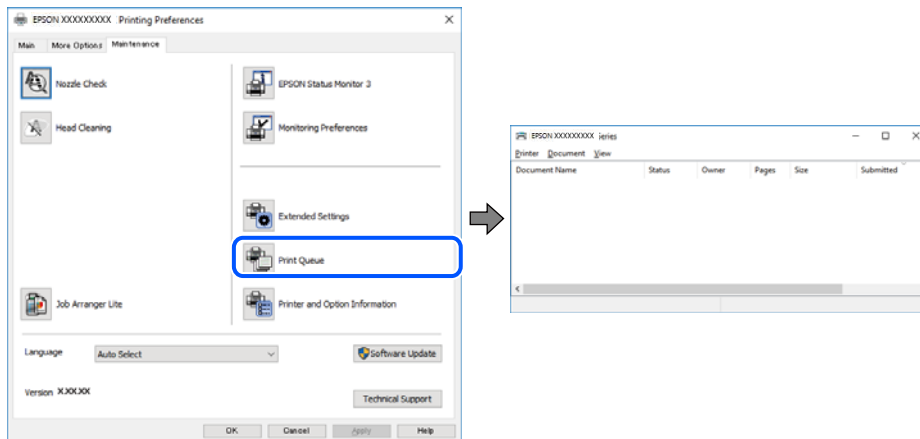 EPSON XXXXXXXXX Printing Preferences
Main More Options Maintenance
Nozzle Check
EPSON Status Monitor 3
Head Cleaning
Monitoring Preferences
Extended Settings
Print Queue
Job Arranger Lite
Printer and Option Information
Language Auto Select
Software Update
Version X.XX.XX
Technical Support
OK Cancel Apply Help
EPSON XXXXXXXXX ieries
Printer Document View
Document Name Status Owner Pages Size Submitted